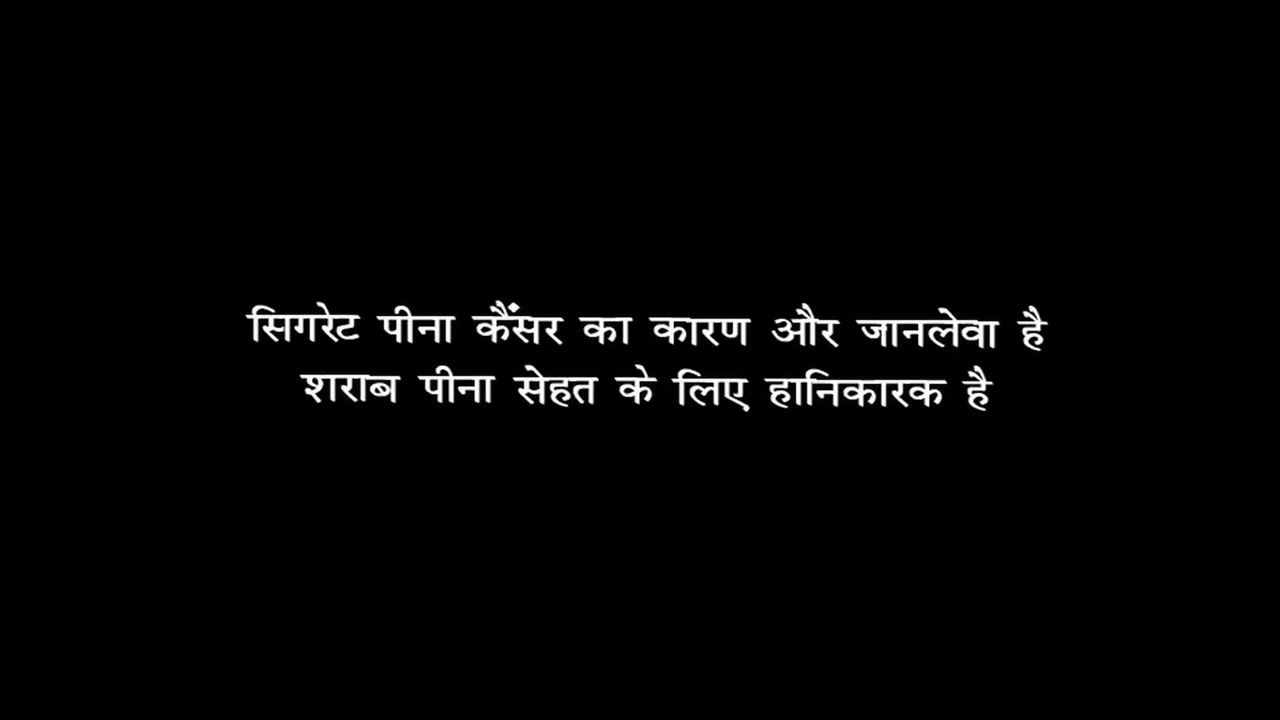 सिगरेट पीना कैंसर का कारण और जानलेवा है
शराब पीना सेहत के लिए हानिकारक है